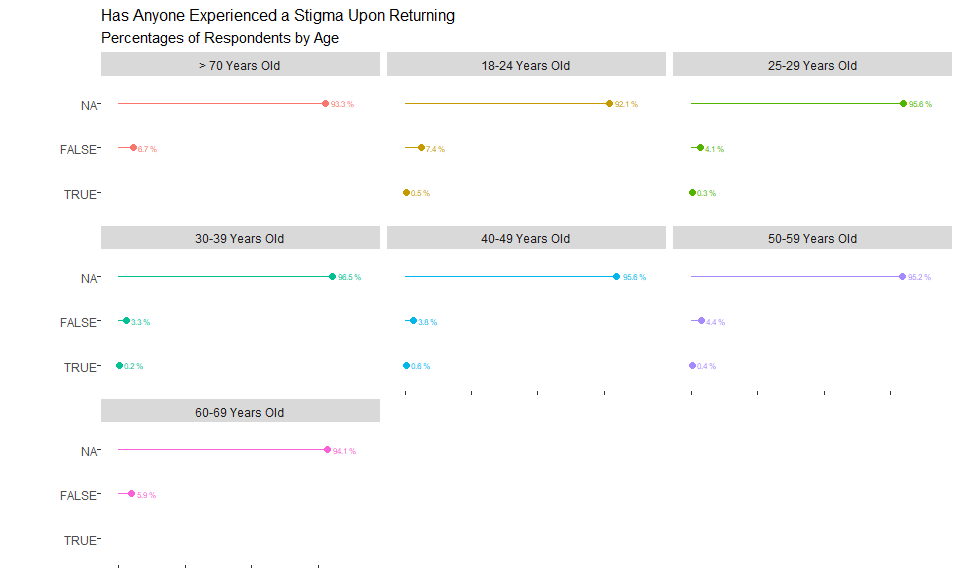 Has Anyone Experienced a Stigma Upon Returning
Percentages of Respondents by Age
> 70 Years Old
18-24 Years Old
25-29 Years Old
NA
93.3 %
92.1 %
95.6 %
FALSE
6.7 %
7.4 %
4.1 %
TRUE
0.5 %
0.3 %
30-39 Years Old
40-49 Years Old
50-59 Years Old
NA
96.5 %
95.6 %
95.2 %
FALSE
3.3 %
3.8 %
4.4 %
TRUE
0.2 %
0.6 %
0.4 %
60-69 Years Old
NA
94.1 %
FALSE
5.9 %
TRUE